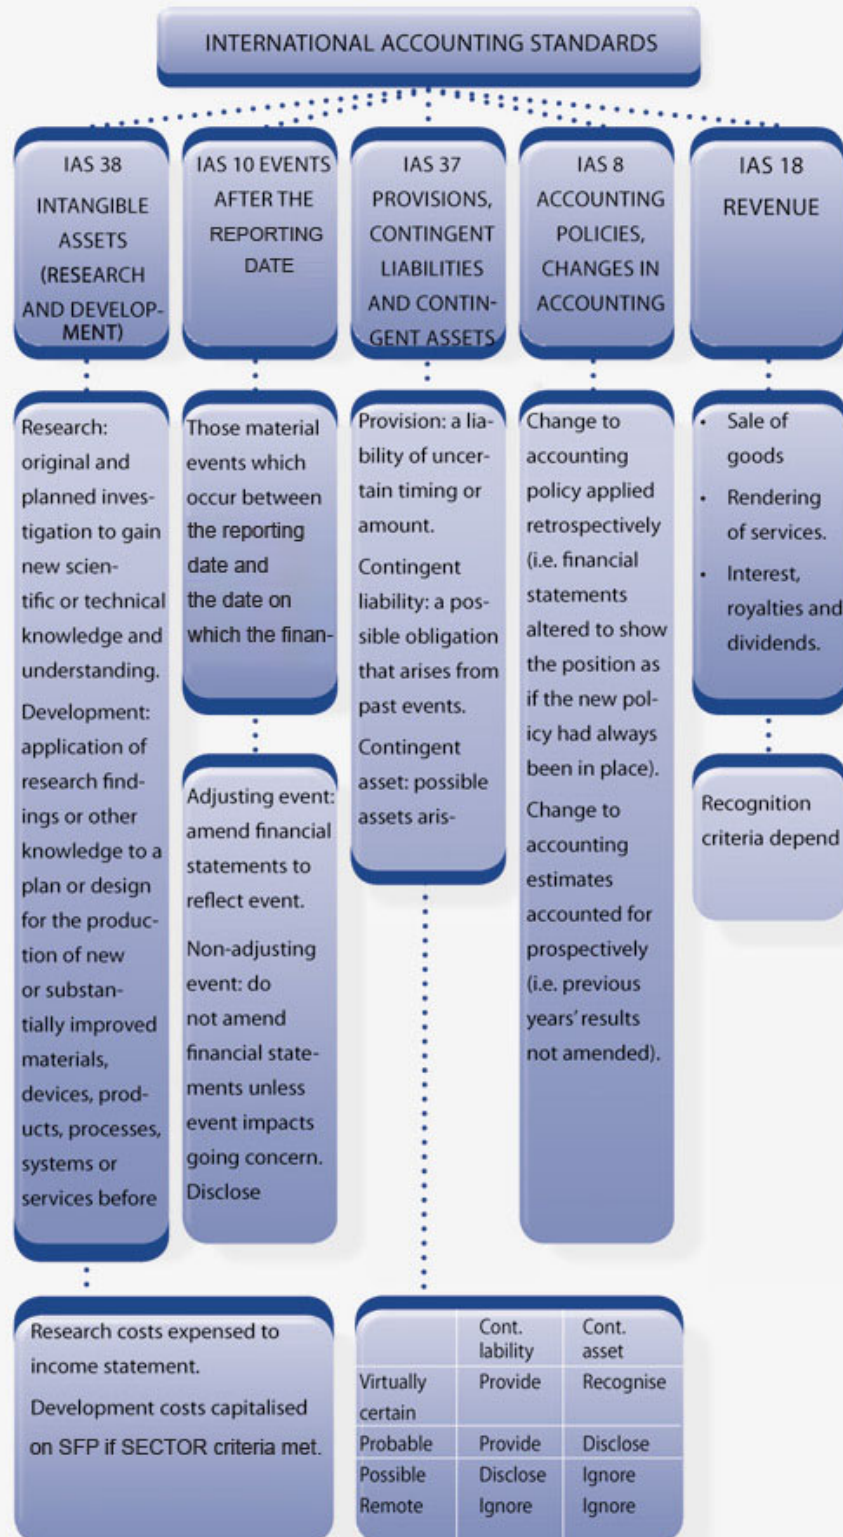 INTERNATIONAL ACCOUNTING STANDARDS
IAS 38
INTANGIBLE
ASSETS
(RESEARCH
AND DEVELOP-
MENT)
IAS 10 EVENTS
AFTER THE
REPORTING
DATE
IAS 37
PROVISIONS,
CONTINGENT
LIABILITIES
AND CONTIN-
GENT ASSETS
IAS 8
ACCOUNTING
POLICIES,
CHANGES IN
ACCOUNTING
IAS 18
REVENUE
Research:
original and
planned inves-
tigation to gain
new scien-
tific or technical
knowledge and
understanding.
Development:
application of
research find-
ings or other
knowledge to a
plan or design
for the produc-
tion of new
or substan-
tially improved
materials,
devices, prod-
ucts, processes,
systems or
services before
Those material
events which
occur between
the reporting
date and
the date on
which the finan-
Adjusting event:
amend financial
statements to
reflect event.
Non-adjusting
event: do
not amend
financial state-
ments unless
event impacts
going concern.
Disclose
Provision: a lia-
bility of uncer-
tain timing or
amount.
Contingent
liability: a pos-
sible obligation
that arises from
past events.
Contingent
asset: possible
assets aris-
Change to
accounting
policy applied
retrospectively
(i.e. financial
statements
altered to show
the position as
if the new pol-
icy had always
been in place).
Change to
accounting
estimates
accounted for
prospectively
(i.e. previous
years' results
not amended).
• Sale of
goods
• Rendering
of services.
• Interest,
royalties and
dividends.
Recognition
criteria depend
Research costs expensed to
income statement.
Development costs capitalised
on SFP if SECTOR criteria met.
Cont. Cont.
lability asset
Virtually Provide Recognise
certain
Probable Provide Disclose
Possible Disclose Ignore
Remote Ignore Ignore